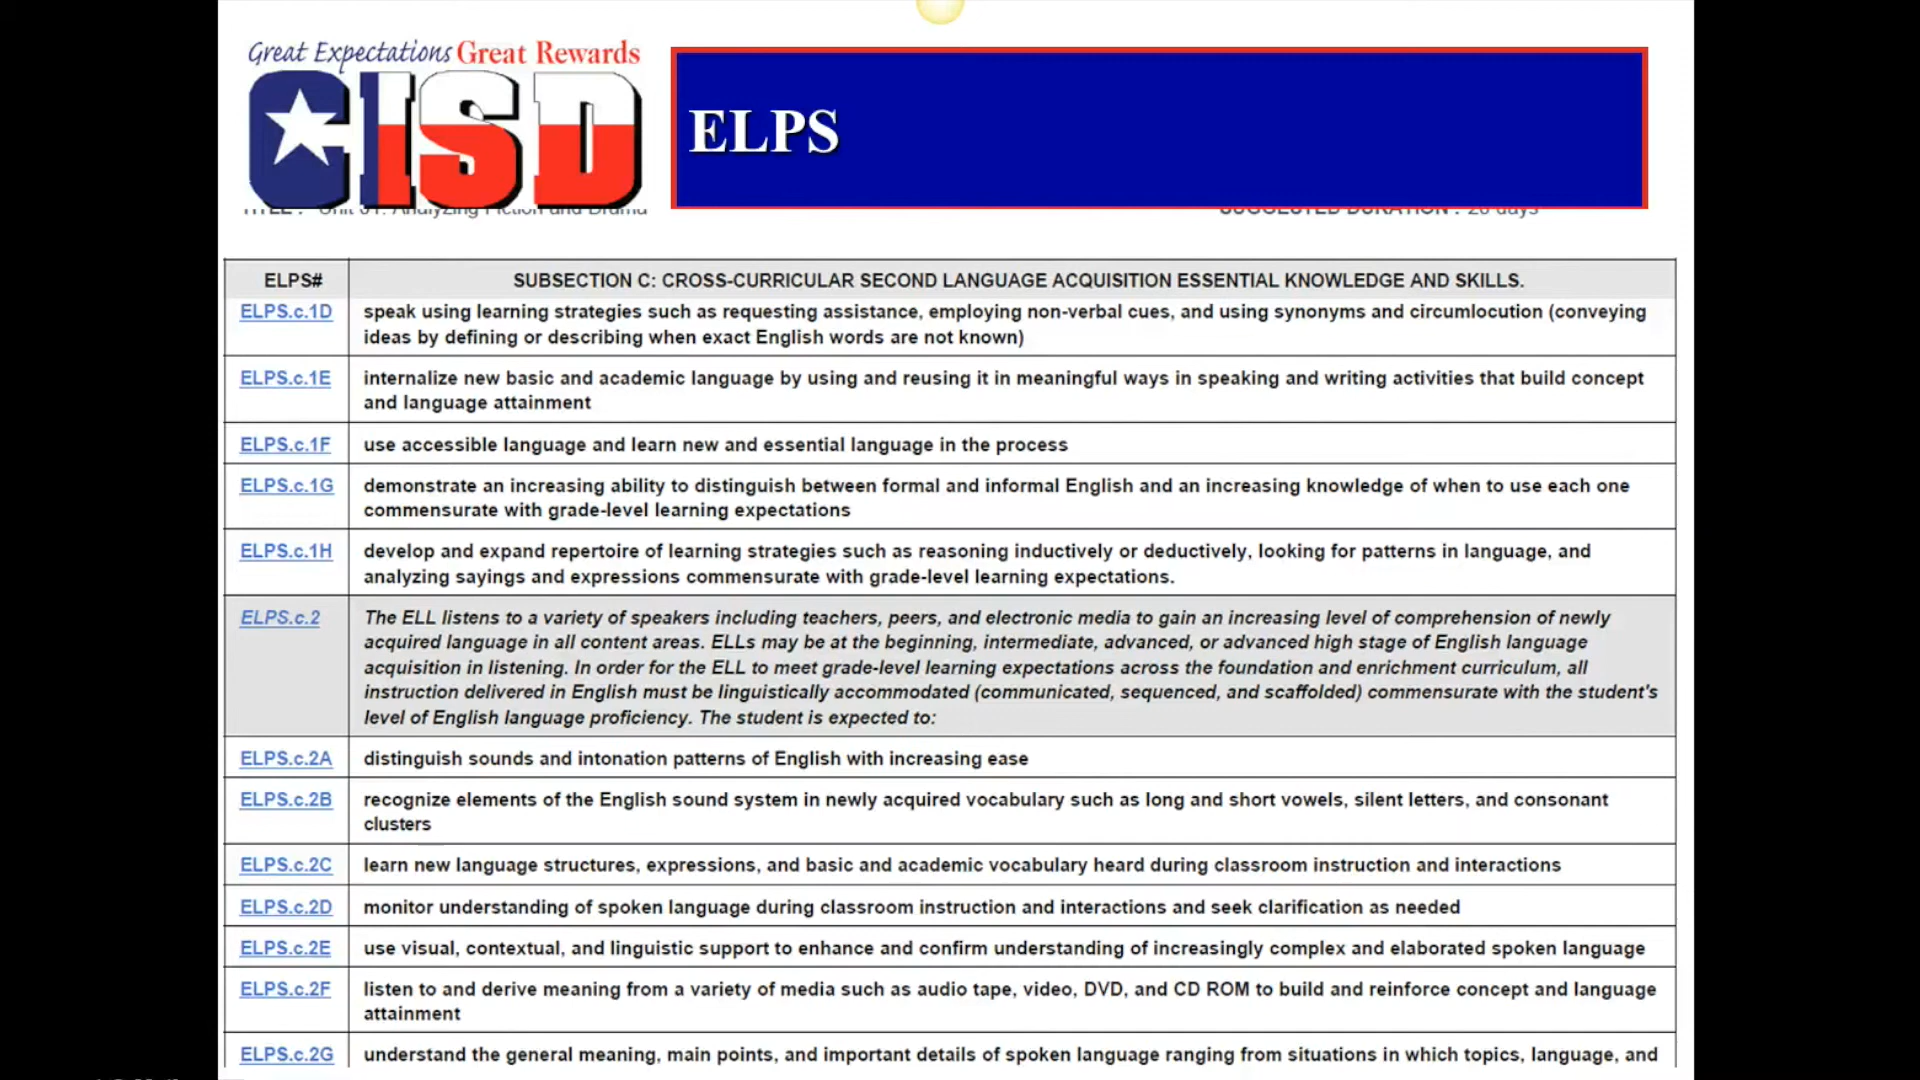 Great Expectations Great Rewards
CISD
ELPS
TITLE : Unit 01: Analyzing Fiction and Drama SUGGESTED DURATION : 20 days
ELPS# SUBSECTION C: CROSS-CURRICULAR SECOND LANGUAGE ACQUISITION ESSENTIAL KNOWLEDGE AND SKILLS.
ELPS.c.1D speak using learning strategies such as requesting assistance, employing non-verbal cues, and using synonyms and circumlocution (conveying
ideas by defining or describing when exact English words are not known)
ELPS.c.1E internalize new basic and academic language by using and reusing it in meaningful ways in speaking and writing activities that build concept
and language attainment
ELPS.c.1F use accessible language and learn new and essential language in the process
ELPS.c.1G demonstrate an increasing ability to distinguish between formal and informal English and an increasing knowledge of when to use each one
commensurate with grade-level learning expectations
ELPS.c.1H develop and expand repertoire of learning strategies such as reasoning inductively or deductively, looking for patterns in language, and
analyzing sayings and expressions commensurate with grade-level learning expectations.
ELPS.c.2 The ELL listens to a variety of speakers including teachers, peers, and electronic media to gain an increasing level of comprehension of newly
acquired language in all content areas. ELLs may be at the beginning, intermediate, advanced, or advanced high stage of English language
acquisition in listening. In order for the ELL to meet grade-level learning expectations across the foundation and enrichment curriculum, all
instruction delivered in English must be linguistically accommodated (communicated, sequenced, and scaffolded) commensurate with the student's
level of English language proficiency. The student is expected to:
ELPS.c.2A distinguish sounds and intonation patterns of English with increasing ease
ELPS.c.2B recognize elements of the English sound system in newly acquired vocabulary such as long and short vowels, silent letters, and consonant
clusters
ELPS.c.2C learn new language structures, expressions, and basic and academic vocabulary heard during classroom instruction and interactions
ELPS.c.2D monitor understanding of spoken language during classroom instruction and interactions and seek clarification as needed
ELPS.c.2E use visual, contextual, and linguistic support to enhance and confirm understanding of increasingly complex and elaborated spoken language
ELPS.c.2F listen to and derive meaning from a variety of media such as audio tape, video, DVD, and CD ROM to build and reinforce concept and language
attainment
ELPS.c.2G understand the general meaning, main points, and important details of spoken language ranging from situations in which topics, language, and